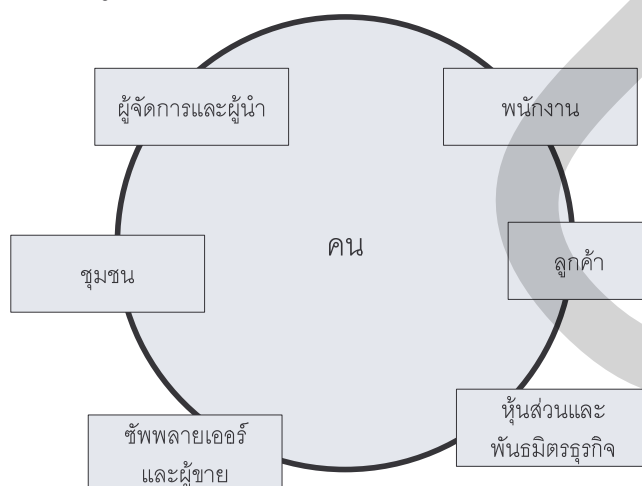 ผู้จัดการและผู้นำ
พนักงาน
คน
ชุมชน
ลูกค้า
ซัพพลายเออร์
และผู้ขาย
หุ้นส่วนและ
พันธมิตรธุรกิจ